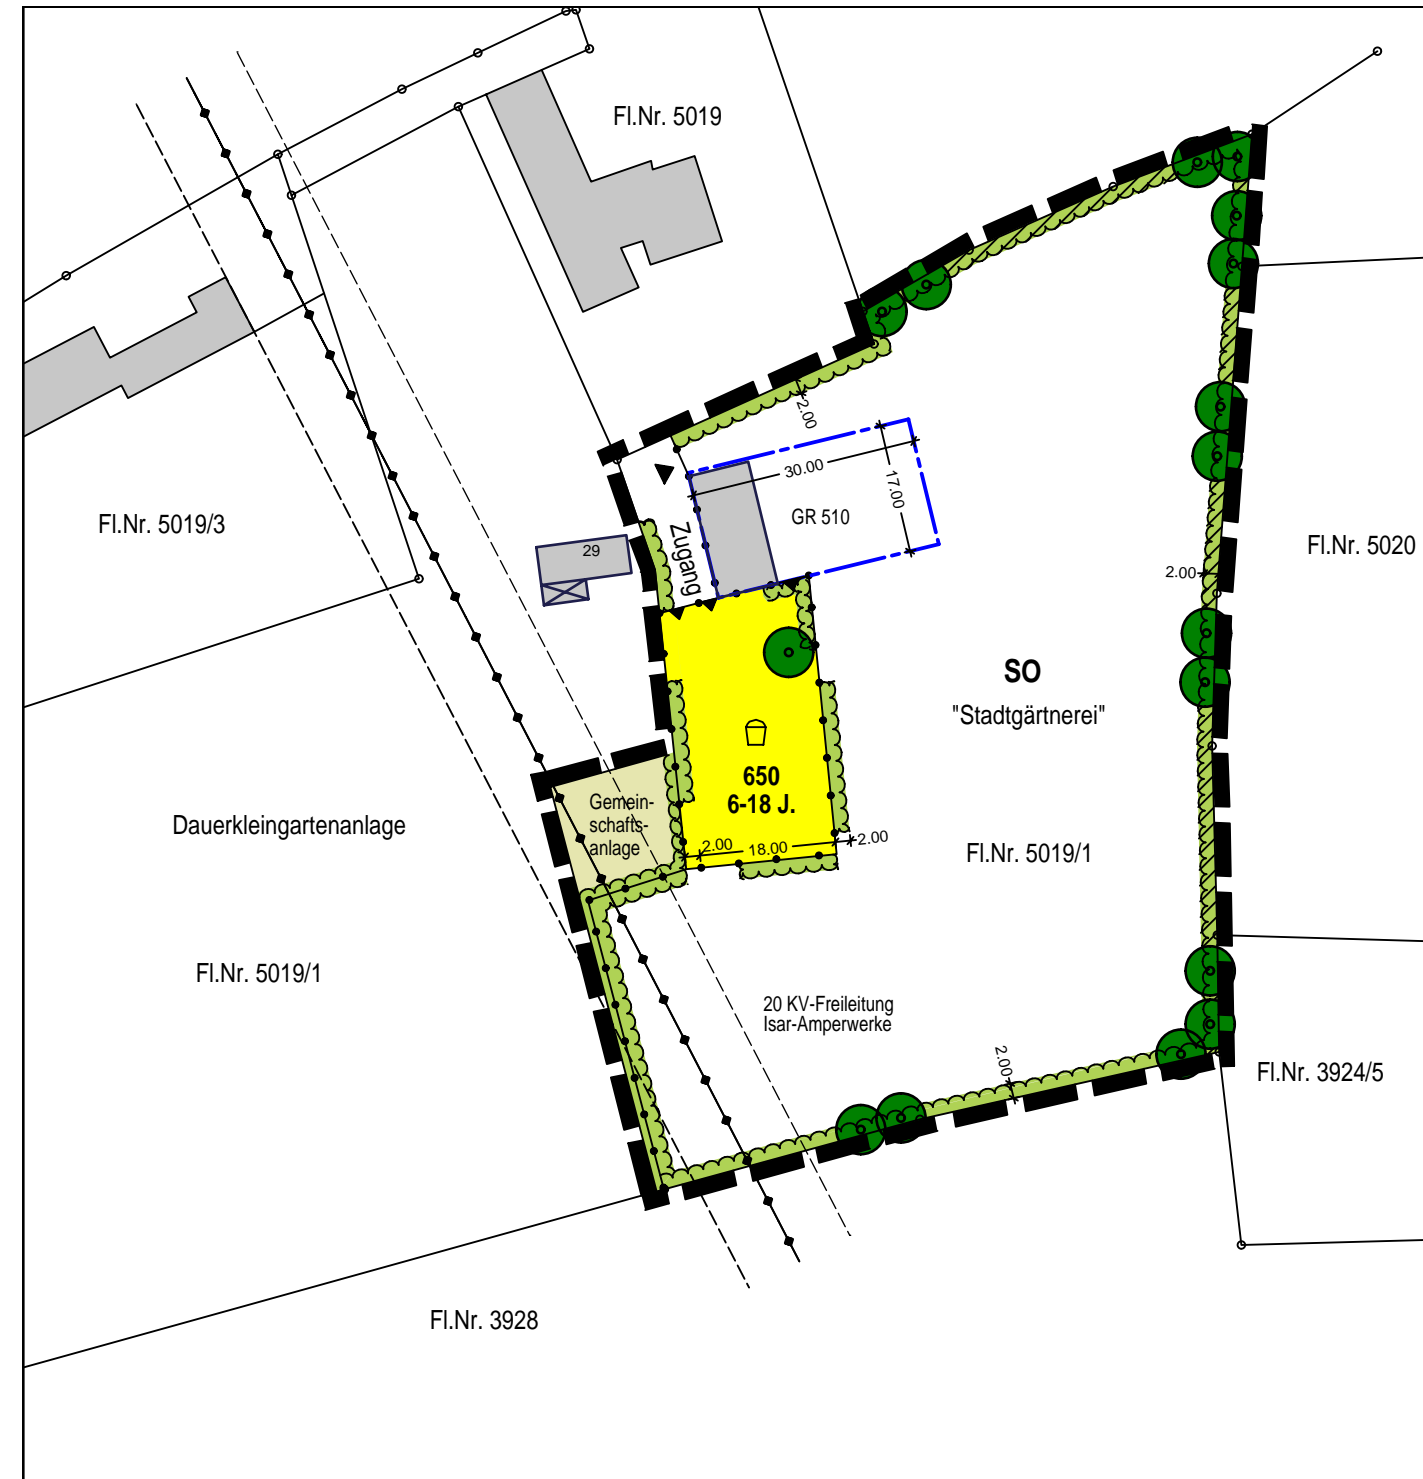 Fl.Nr. 5019
2.00
30.00
17.00
GR 510
Zugang
29
Fl.Nr. 5019/3
Fl.Nr. 5020
2.00
SO
"Stadtgärtnerei"
650
6-18 J.
Gemein-
schafts-
anlage
Dauerkleingartenanlage
2.00
18.00
2.00
Fl.Nr. 5019/1
Fl.Nr. 5019/1
20 KV-Freileitung
Isar-Amperwerke
2.00
Fl.Nr. 3924/5
Fl.Nr. 3928